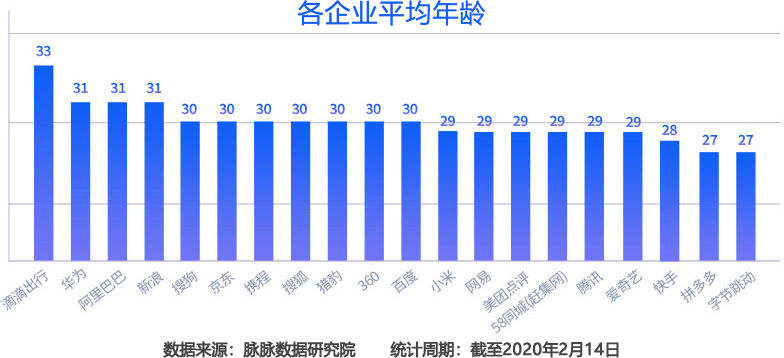 各企业平均年龄
33
31
31
31
30
30
30
30
30
30
30
29
29
29
29
29
29
28
27
27
滴滴出行
华为
阿里巴巴
新浪
搜狗
京东
携程
搜狐
猎豹
360
百度
小米
网易
美团点评
58同城(赶集网)
腾讯
爱奇艺
快手
拼多多
字节跳动
数据来源：脉脉数据研究院 统计周期：截至2020年2月14日